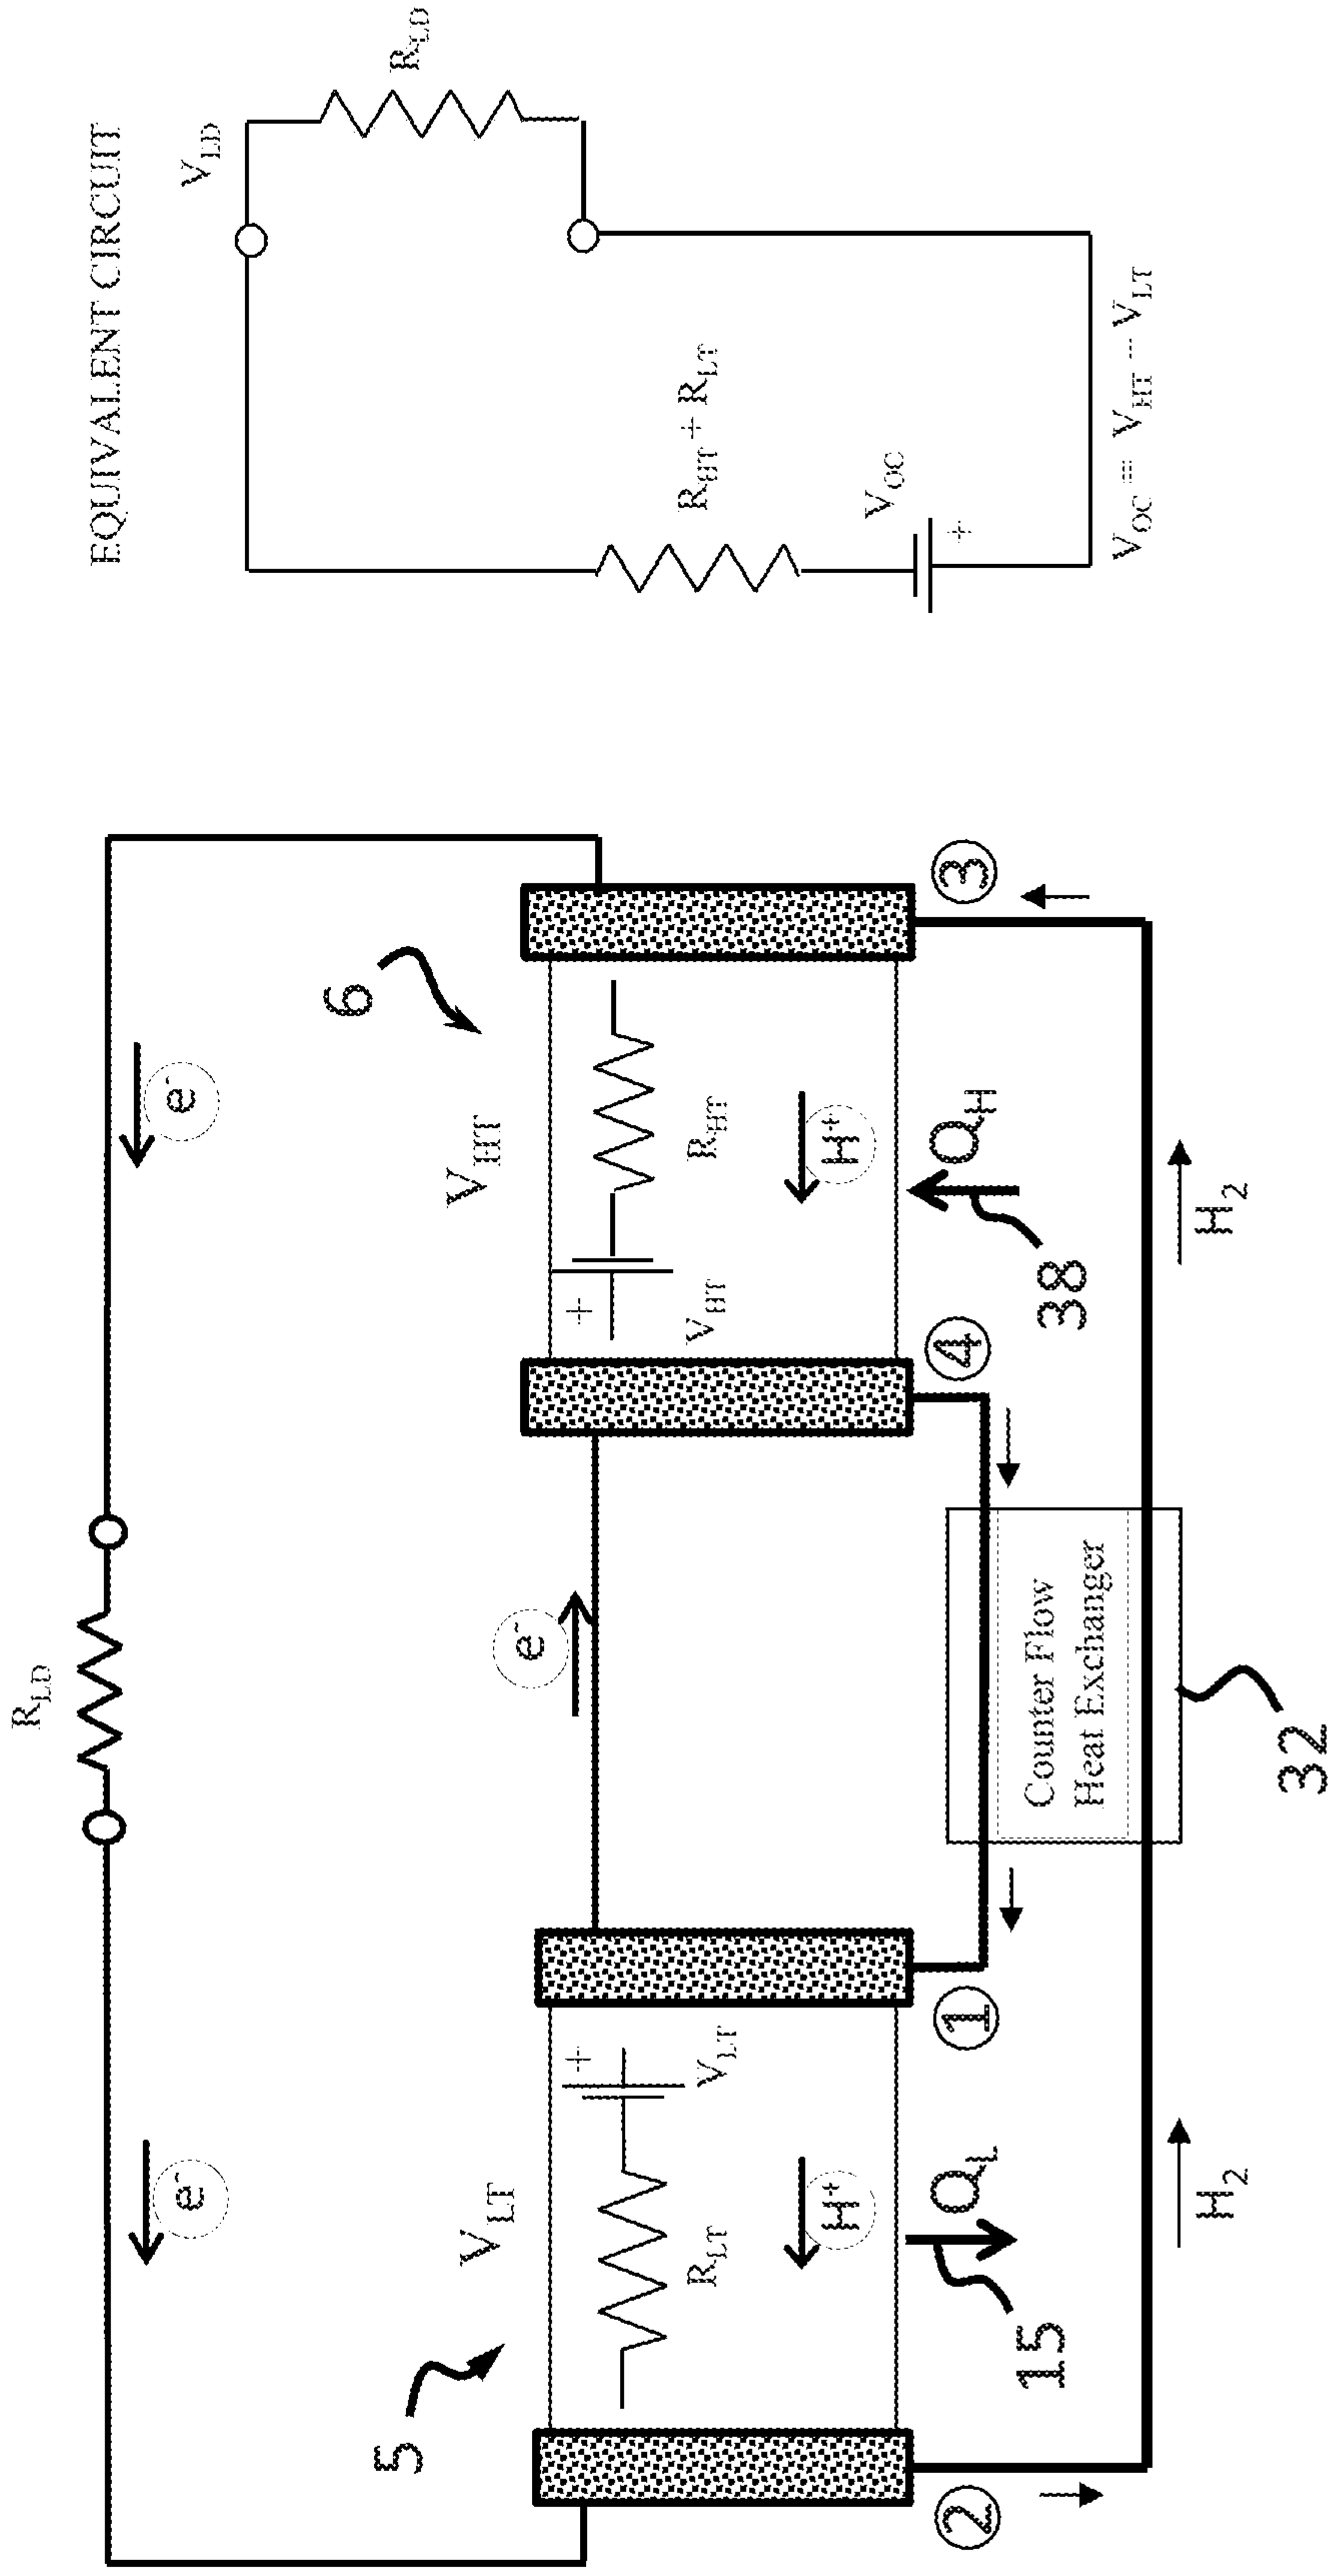 R_LD
e⁻
e⁻
5
V_LT
e⁻
V_HT
6
+
R_LT
V_LT
+
V_HT
R_HT
H⁺
H⁺
②
15
Q_L
①
④
38
Q_H
③
Counter Flow
Heat Exchanger
H₂
H₂
32
EQUIVALENT CIRCUIT
V_LD
R_LD
R_HT + R_LT
V_OC
+
V_OC = V_HT - V_LT